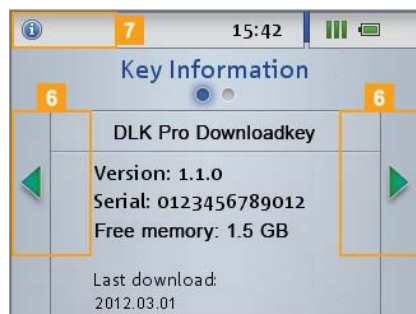 7 15:42
Key Information
6 6
DLK Pro Downloadkey
Version: 1.1.0
Serial: 0123456789012
Free memory: 1.5 GB
Last download:
2012.03.01